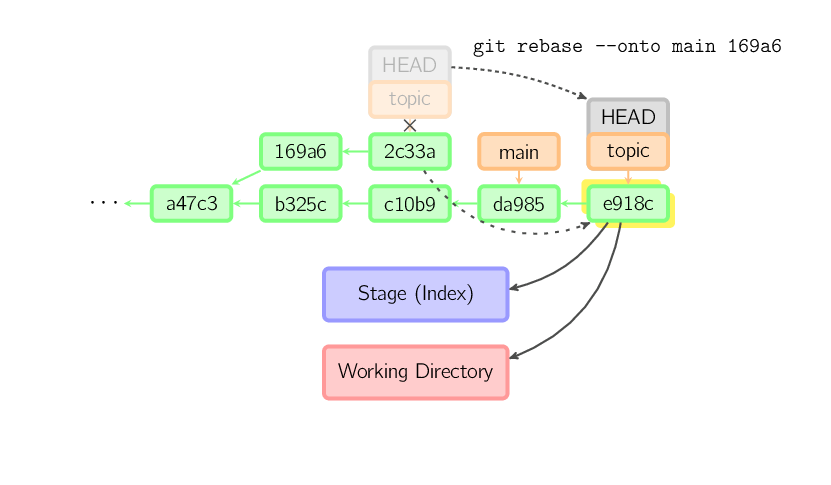 git rebase --onto main 169a6
HEAD
topic
HEAD
topic
169a6
2c33a
main
...
a47c3
b325c
c10b9
da985
e918c
Stage (Index)
Working Directory